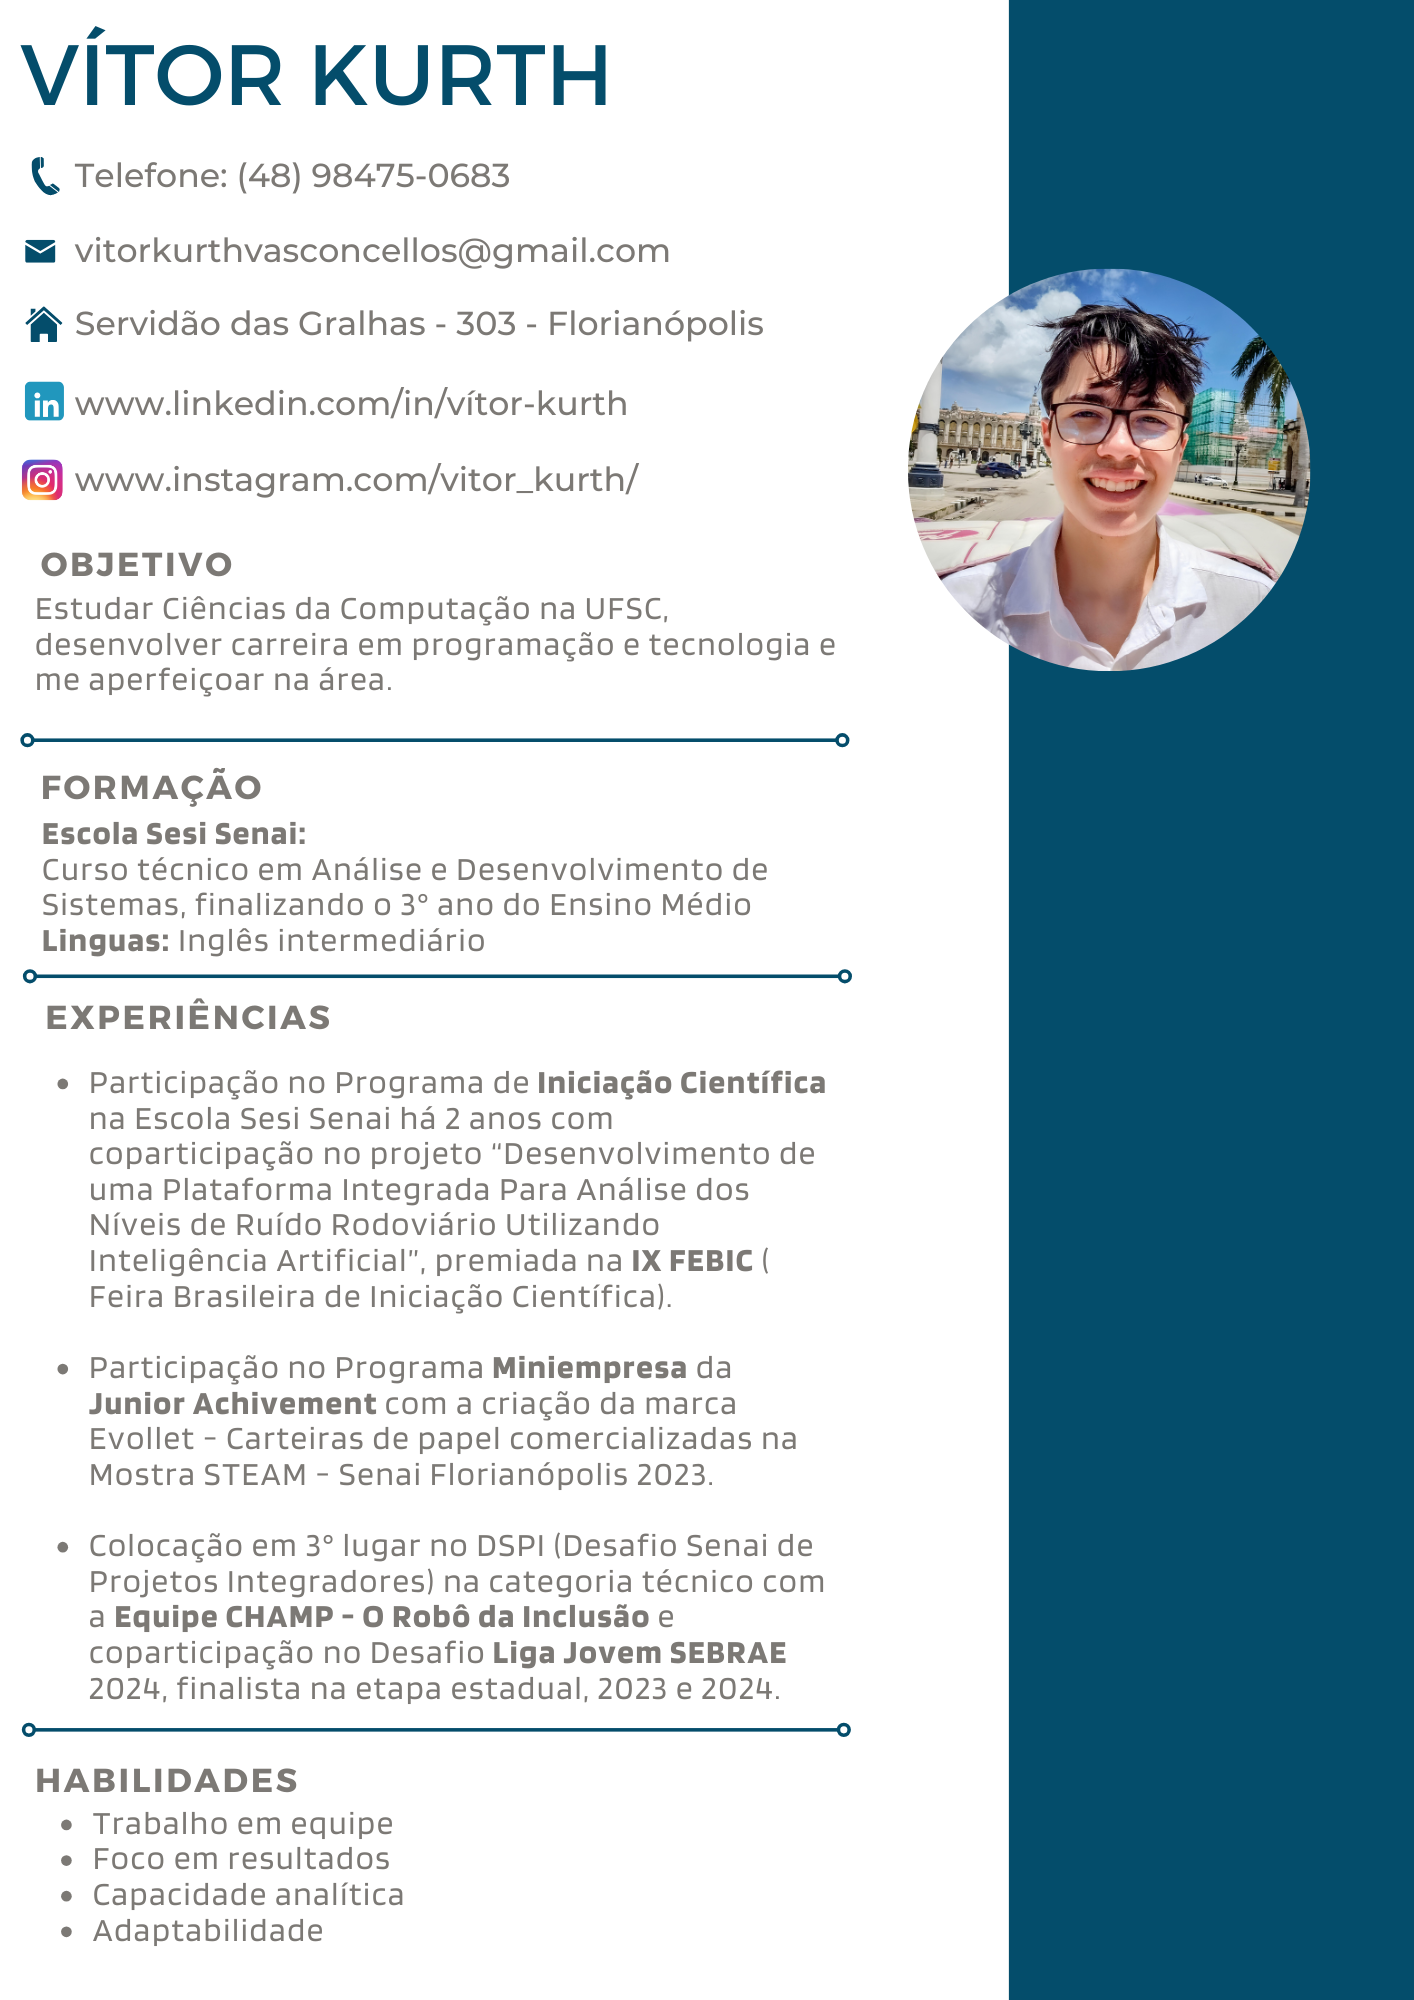 VÍTOR KURTH
Telefone: (48) 98475-0683
vitorkurthvasconcellos@gmail.com
Servidão das Gralhas - 303 - Florianópolis
in www.linkedin.com/in/vítor-kurth
www.instagram.com/vitor_kurth/
OBJETIVO
Estudar Ciências da Computação na UFSC,
desenvolver carreira em programação e tecnologia e
me aperfeiçoar na área.
FORMAÇÃO
Escola Sesi Senai:
Curso técnico em Análise e Desenvolvimento de
Sistemas, finalizando o 3° ano do Ensino Médio
Linguas: Inglês intermediário
EXPERIÊNCIAS
• Participação no Programa de Iniciação Científica
na Escola Sesi Senai há 2 anos com
coparticipação no projeto “Desenvolvimento de
uma Plataforma Integrada Para Análise dos
Níveis de Ruído Rodoviário Utilizando
Inteligência Artificial”, premiada na IX FEBIC (
Feira Brasileira de Iniciação Científica).
• Participação no Programa Miniempresa da
Junior Achivement com a criação da marca
Evollet - Carteiras de papel comercializadas na
Mostra STEAM - Senai Florianópolis 2023.
• Colocação em 3° lugar no DSPI (Desafio Senai de
Projetos Integradores) na categoria técnico com
a Equipe CHAMP - O Robô da Inclusão e
coparticipação no Desafio Liga Jovem SEBRAE
2024, finalista na etapa estadual, 2023 e 2024.
HABILIDADES
• Trabalho em equipe
• Foco em resultados
• Capacidade analítica
• Adaptabilidade